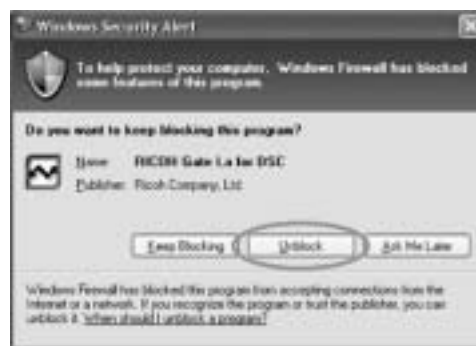 Windows Security Alert
To help protect your computer, Windows Firewall has blocked
some features of this program.
Do you want to keep blocking this program?
Name: RICOH Gate La for DSC
Publisher: Ricoh Company, Ltd.
Keep Blocking Unblock Ask Me Later
Windows Firewall has blocked this program from accepting connections from the
Internet or a network. If you recognize the program or trust the publisher, you can
unblock it. When should I unblock a program?